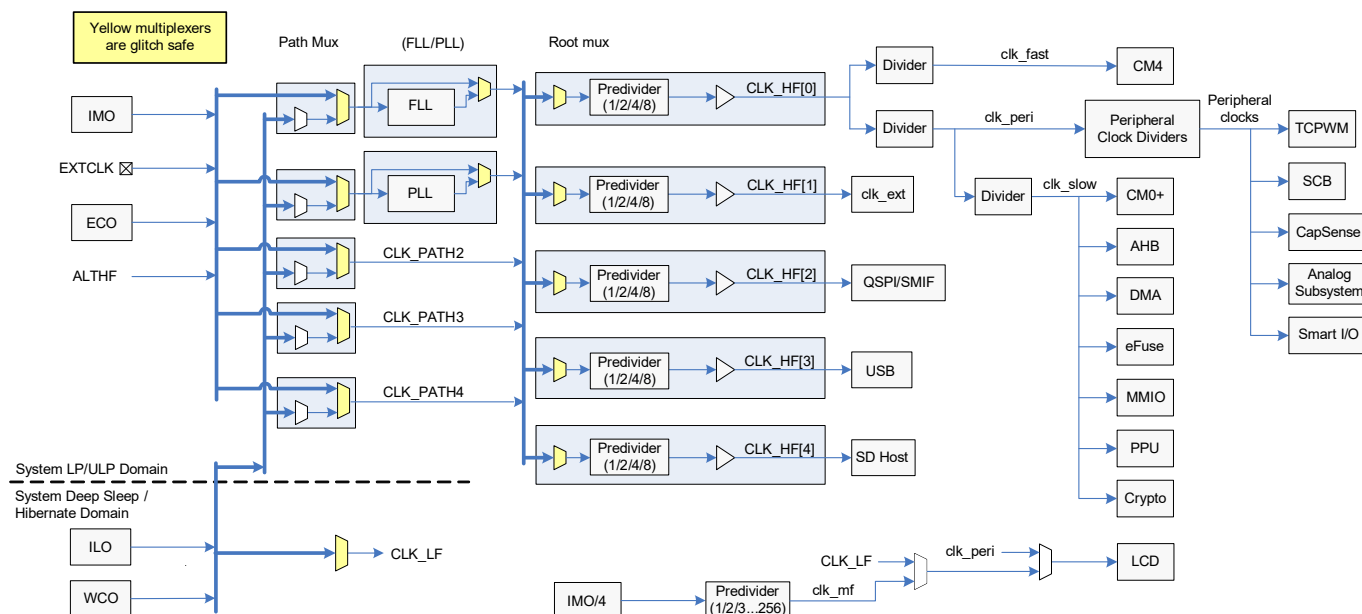 Yellow multiplexers
are glitch safe
Path Mux
(FLL/PLL)
Root mux
IMO
EXTCLK
ECO
ALTHF
FLL
PLL
CLK_PATH2
CLK_PATH3
CLK_PATH4
Predivider
(1/2/4/8)
CLK_HF[0]
Predivider
(1/2/4/8)
CLK_HF[1]
clk_ext
Predivider
(1/2/4/8)
CLK_HF[2]
QSPI/SMIF
Predivider
(1/2/4/8)
CLK_HF[3]
USB
Predivider
(1/2/4/8)
CLK_HF[4]
SD Host
Divider
clk_fast
CM4
Divider
clk_peri
Peripheral
Clock Dividers
Peripheral
clocks
TCPWM
SCB
CapSense
Analog
Subsystem
Smart I/O
Divider
clk_slow
CM0+
AHB
DMA
eFuse
MMIO
PPU
Crypto
System LP/ULP Domain
System Deep Sleep /
Hibernate Domain
ILO
WCO
CLK_LF
IMO/4
Predivider
(1/2/3...256)
clk_mf
CLK_LF
clk_peri
LCD